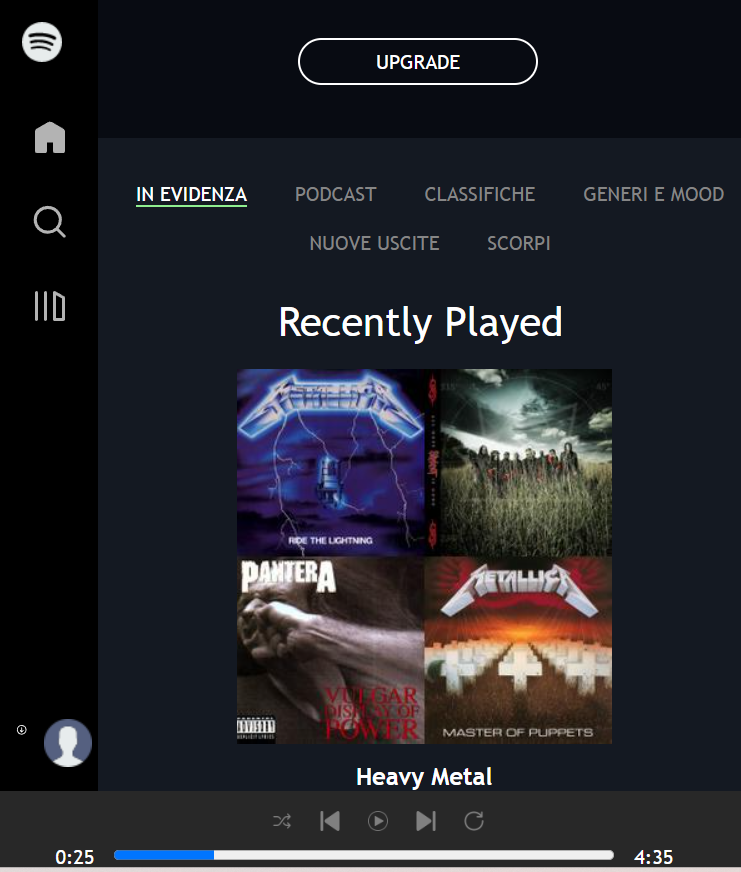 UPGRADE
IN EVIDENZA PODCAST CLASSIFICHE GENERI E MOOD
NUOVE USCITE SCORPI
Recently Played
METALLICA
RIDE THE LIGHTNING
PANTERA
VULGAR
DISPLAY OF
POWER
METALLICA
MASTER OF PUPPETS
Heavy Metal
0:25 4:35